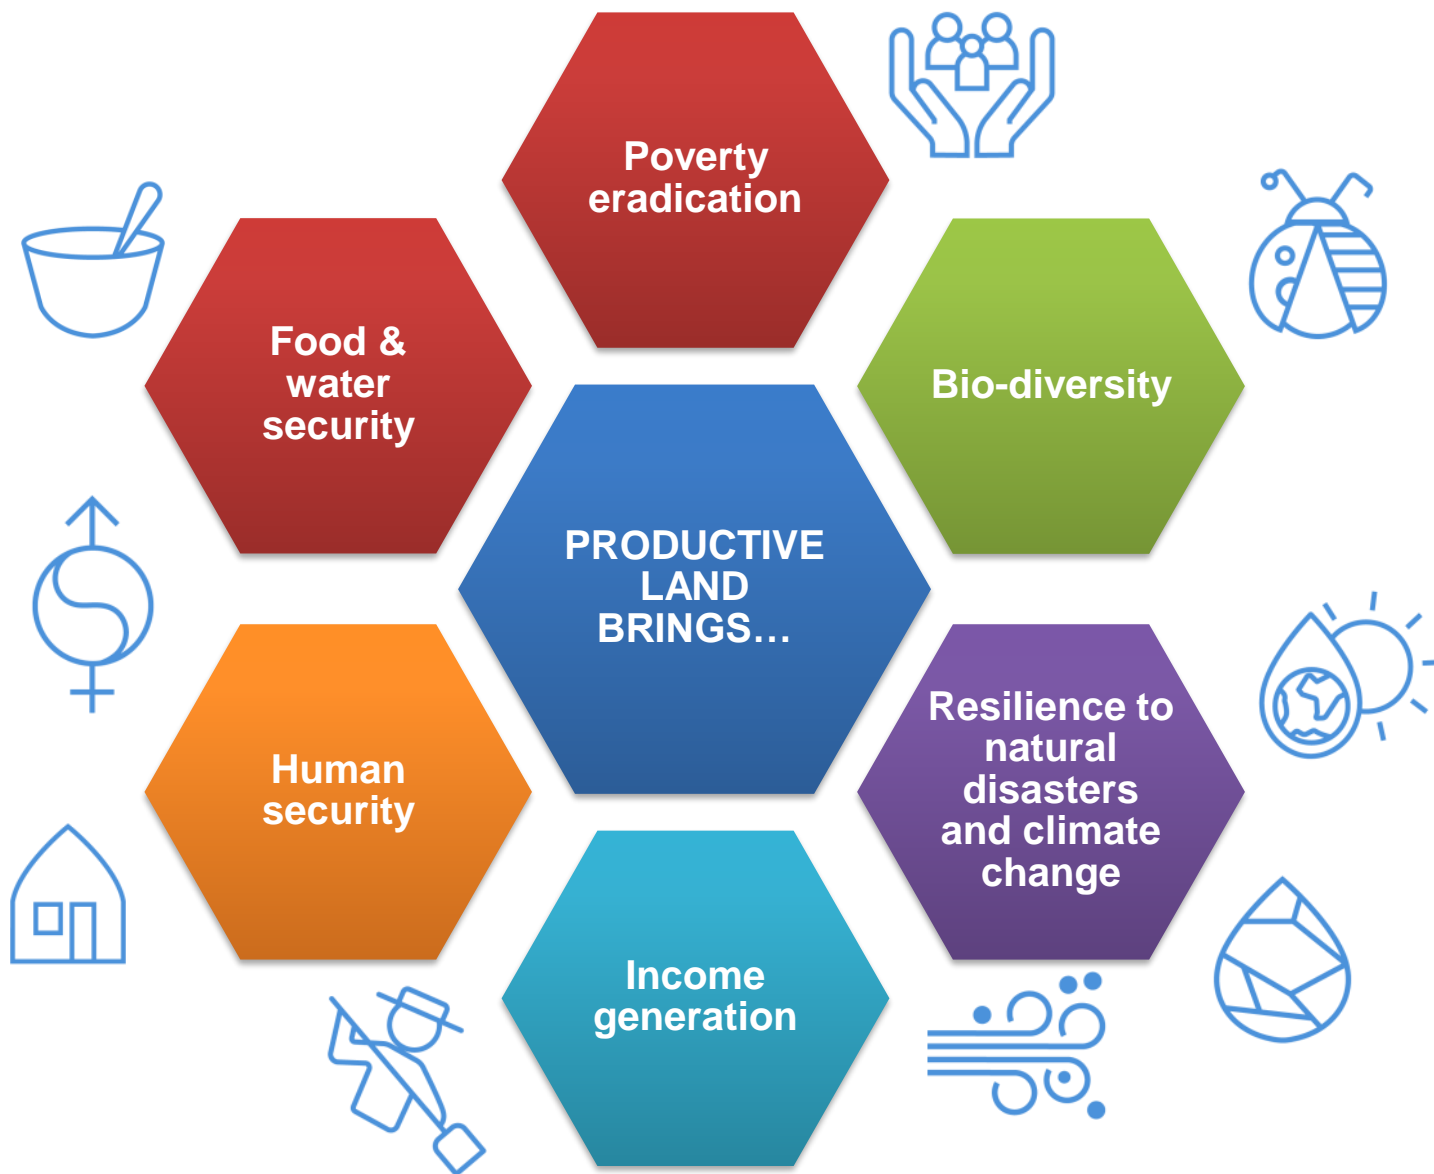 Poverty
eradication
Food &
water
security
Bio-diversity
PRODUCTIVE
LAND
BRINGS…
Human
security
Resilience to
natural
disasters
and climate
change
Income
generation